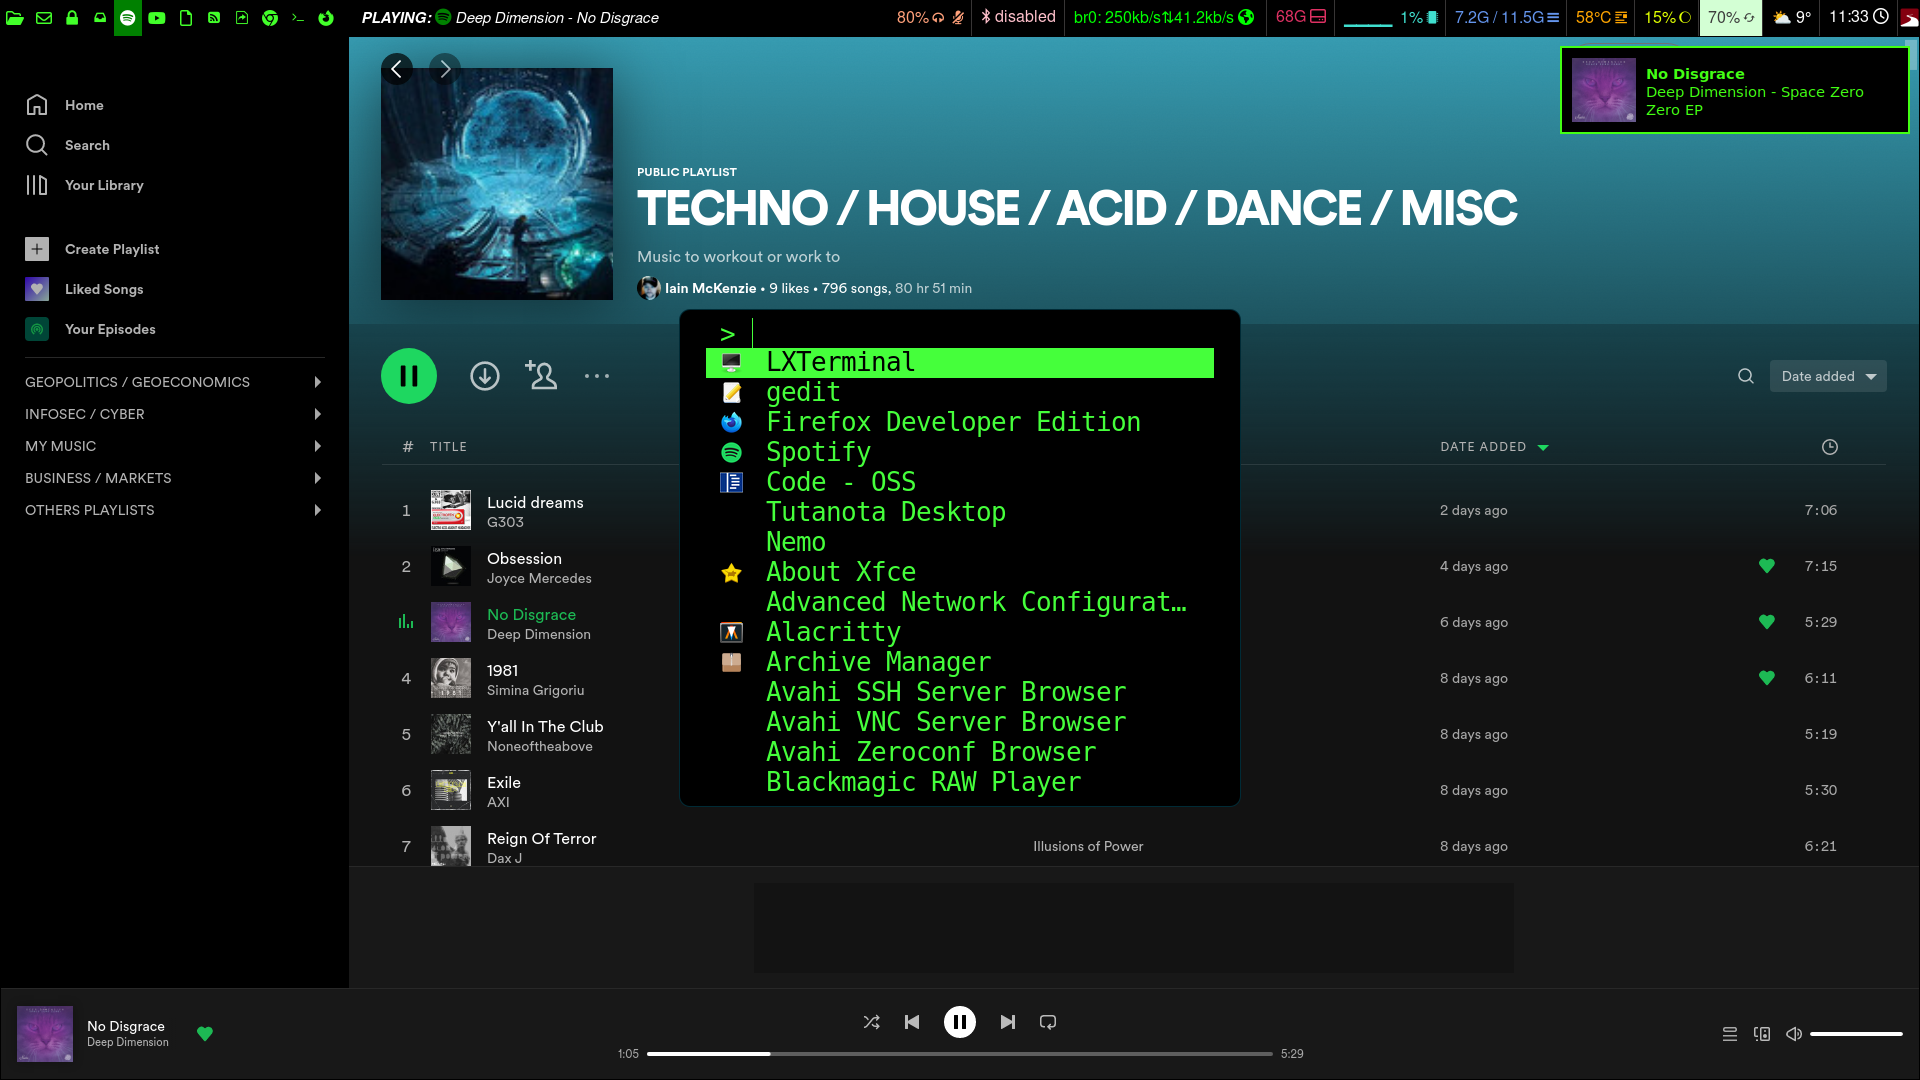 PLAYING: Deep Dimension - No Disgrace
80%
disabled
br0: 250kb/s⇅41.2kb/s
68G
1%
7.2G / 11.5G
58°C
15%
70%
9°
11:33
Home
Search
Your Library
Create Playlist
Liked Songs
Your Episodes
GEOPOLITICS / GEOECONOMICS
INFOSEC / CYBER
MY MUSIC
BUSINESS / MARKETS
OTHERS PLAYLISTS
No Disgrace
Deep Dimension - Space Zero
Zero EP
PUBLIC PLAYLIST
TECHNO / HOUSE / ACID / DANCE / MISC
Music to workout or work to
Iain McKenzie • 9 likes • 796 songs, 80 hr 51 min
Date added
>
LXTerminal
gedit
Firefox Developer Edition
Spotify
Code - OSS
Tutanota Desktop
Nemo
About Xfce
Advanced Network Configurat…
Alacritty
Archive Manager
Avahi SSH Server Browser
Avahi VNC Server Browser
Avahi Zeroconf Browser
Blackmagic RAW Player
# TITLE DATE ADDED
1 Lucid dreams 2 days ago 7:06
G303
2 Obsession 4 days ago 7:15
Joyce Mercedes
No Disgrace 6 days ago 5:29
Deep Dimension
4 1981 8 days ago 6:11
Simina Grigoriu
5 Y'all In The Club 8 days ago 5:19
Noneoftheabove
6 Exile 8 days ago 5:30
AXI
7 Reign Of Terror Illusions of Power 8 days ago 6:21
Dax J
No Disgrace
Deep Dimension
1:05
5:29